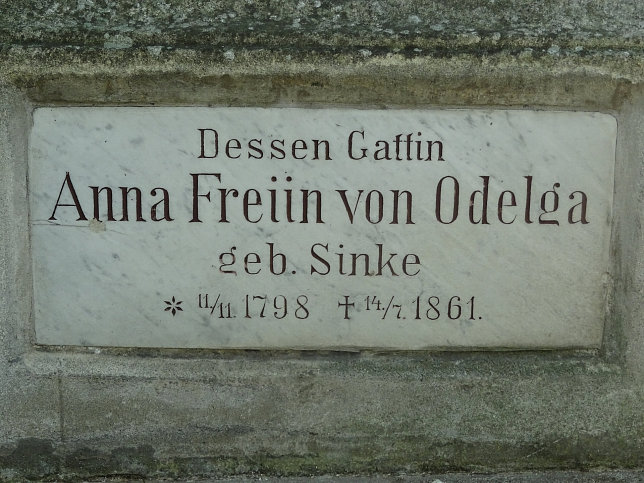 Dessen Gattin
Anna Freiin von Odelga
geb. Sinke
* 11/11. 1798 † 14/7. 1861.